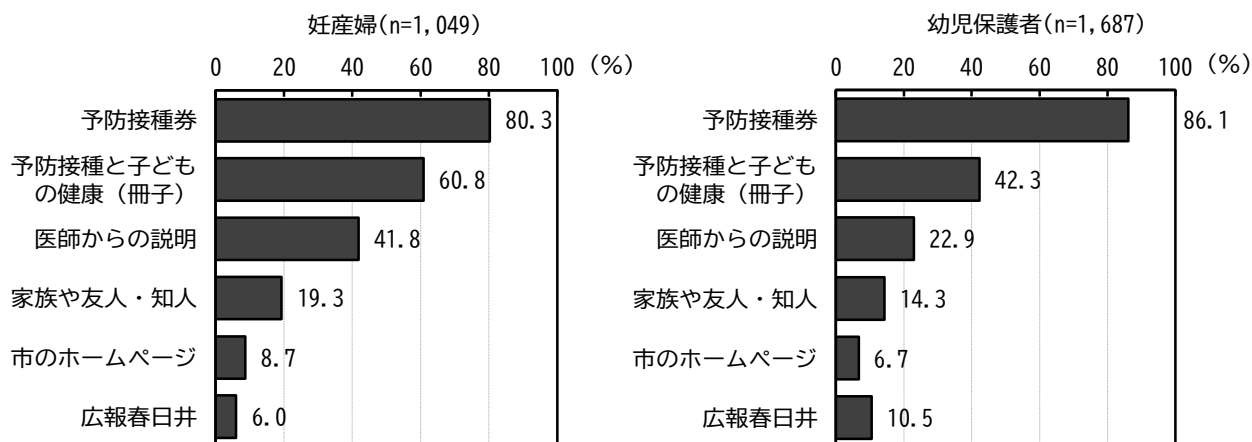 妊産婦(n=1,049)
0 20 40 60 80 100 (%)
予防接種券 80.3
予防接種と子ども
の健康（冊子） 60.8
医師からの説明 41.8
家族や友人・知人 19.3
市のホームページ 8.7
広報春日井 6.0
幼児保護者(n=1,687)
0 20 40 60 80 100 (%)
予防接種券 86.1
予防接種と子ども
の健康（冊子） 42.3
医師からの説明 22.9
家族や友人・知人 14.3
市のホームページ 6.7
広報春日井 10.5